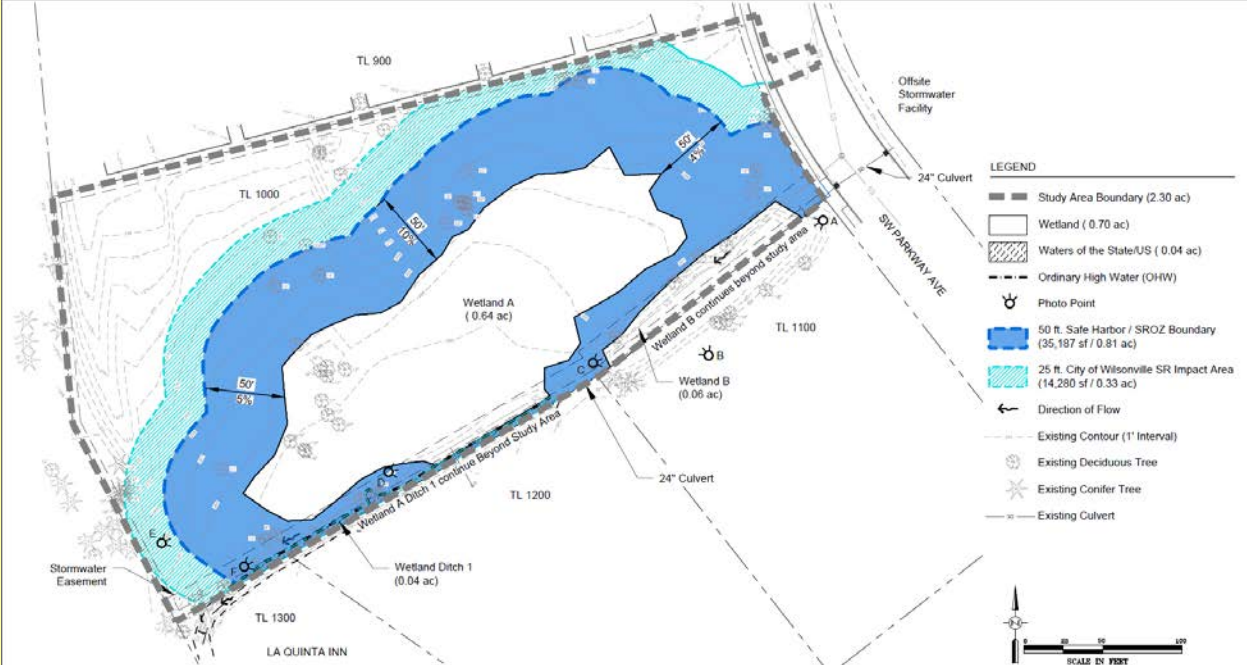 TL 900
Offsite
Stormwater
Facility
50'
4%
24" Culvert
TL 1000
50'
10%
A
SW PARKWAY AVE
Wetland B continues beyond study area
Wetland A
( 0.64 ac)
TL 1100
B
C
Wetland B
(0.06 ac)
50'
5%
24" Culvert
D
Wetland A Ditch 1 continue Beyond Study Area
TL 1200
E
F
Stormwater
Easement
Wetland Ditch 1
(0.04 ac)
TL 1300
LA QUINTA INN
LEGEND
Study Area Boundary (2.30 ac)
Wetland ( 0.70 ac)
Waters of the State/US ( 0.04 ac)
Ordinary High Water (OHW)
Photo Point
50 ft. Safe Harbor / SROZ Boundary
(35,187 sf / 0.81 ac)
25 ft. City of Wilsonville SR Impact Area
(14,280 sf / 0.33 ac)
Direction of Flow
Existing Contour (1' Interval)
Existing Deciduous Tree
Existing Conifer Tree
Existing Culvert
N
0 50 100
SCALE IN FEET